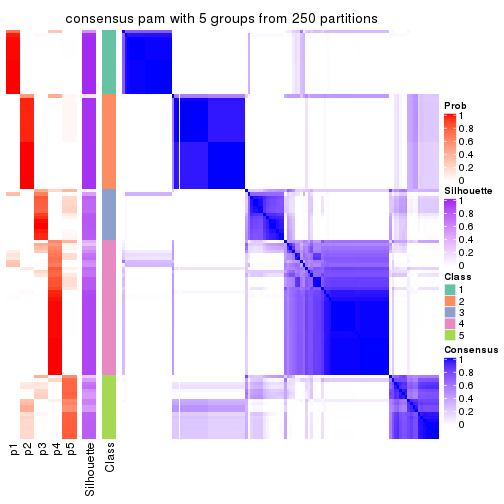 consensus pam with 5 groups from 250 partitions
Prob
1
0.8
0.6
0.4
0.2
0
Silhouette
1
0.8
0.6
0.4
0.2
0
Class
1
2
3
4
5
Consensus
1
0.8
0.6
0.4
0.2
0
p1
p2
p3
p4
p5
Silhouette
Class